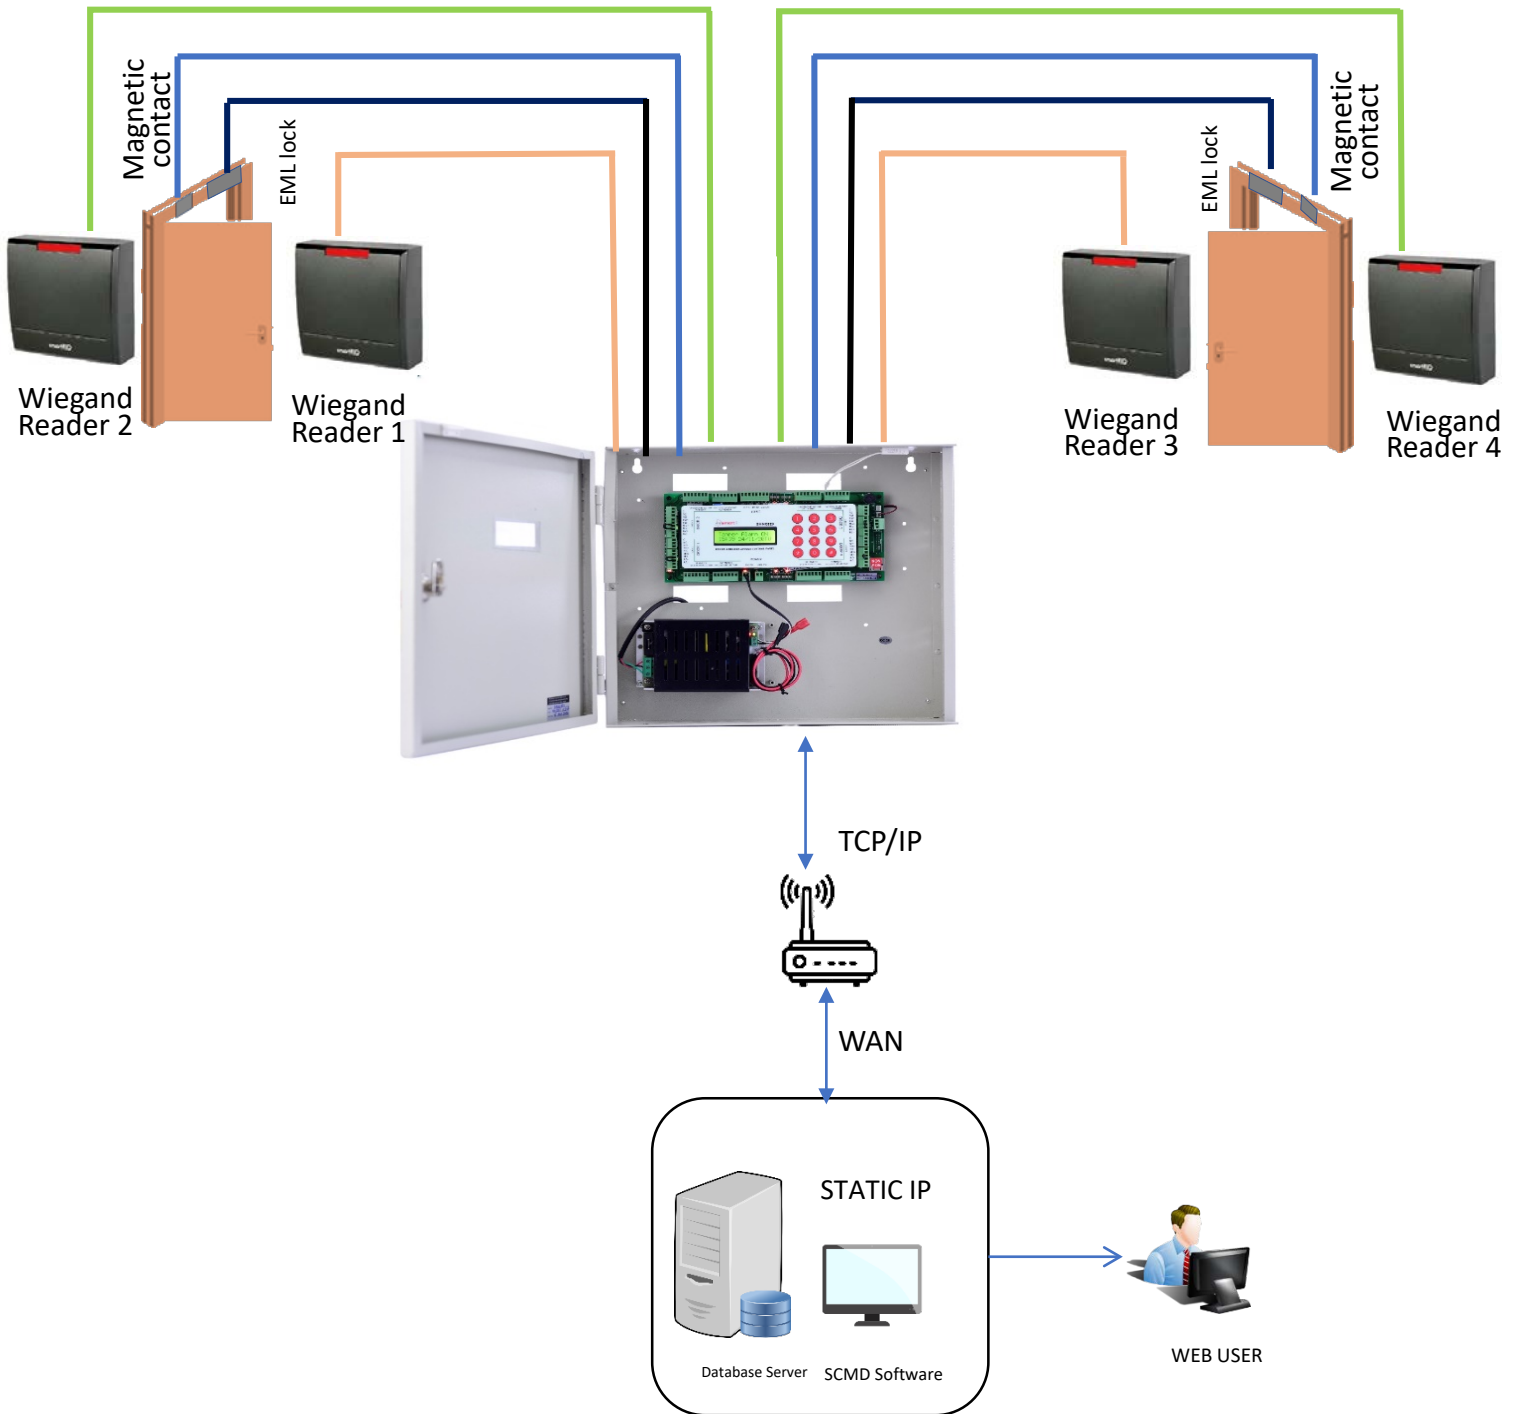 Magnetic
contact
EML lock
EML lock
Magnetic
contact
Wiegand
Reader 2
Wiegand
Reader 1
Wiegand
Reader 3
Wiegand
Reader 4
TCP/IP
WAN
STATIC IP
Database Server
SCMD Software
WEB USER